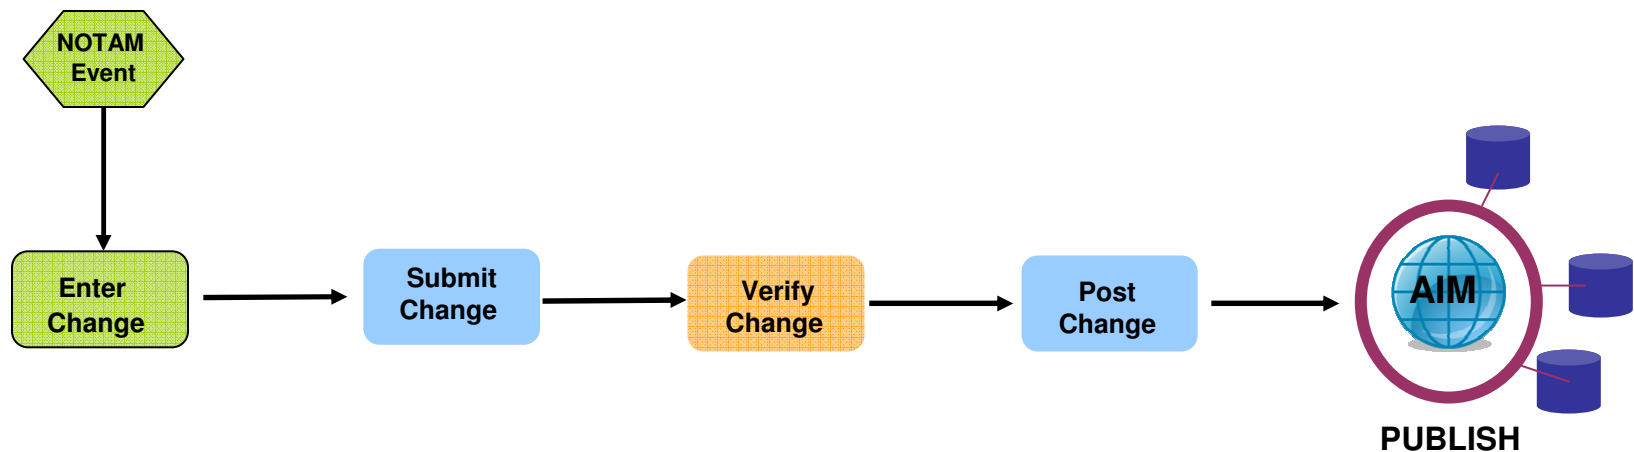 NOTAM
Event
Enter
Change
Submit
Change
Verify
Change
Post
Change
AIM
PUBLISH